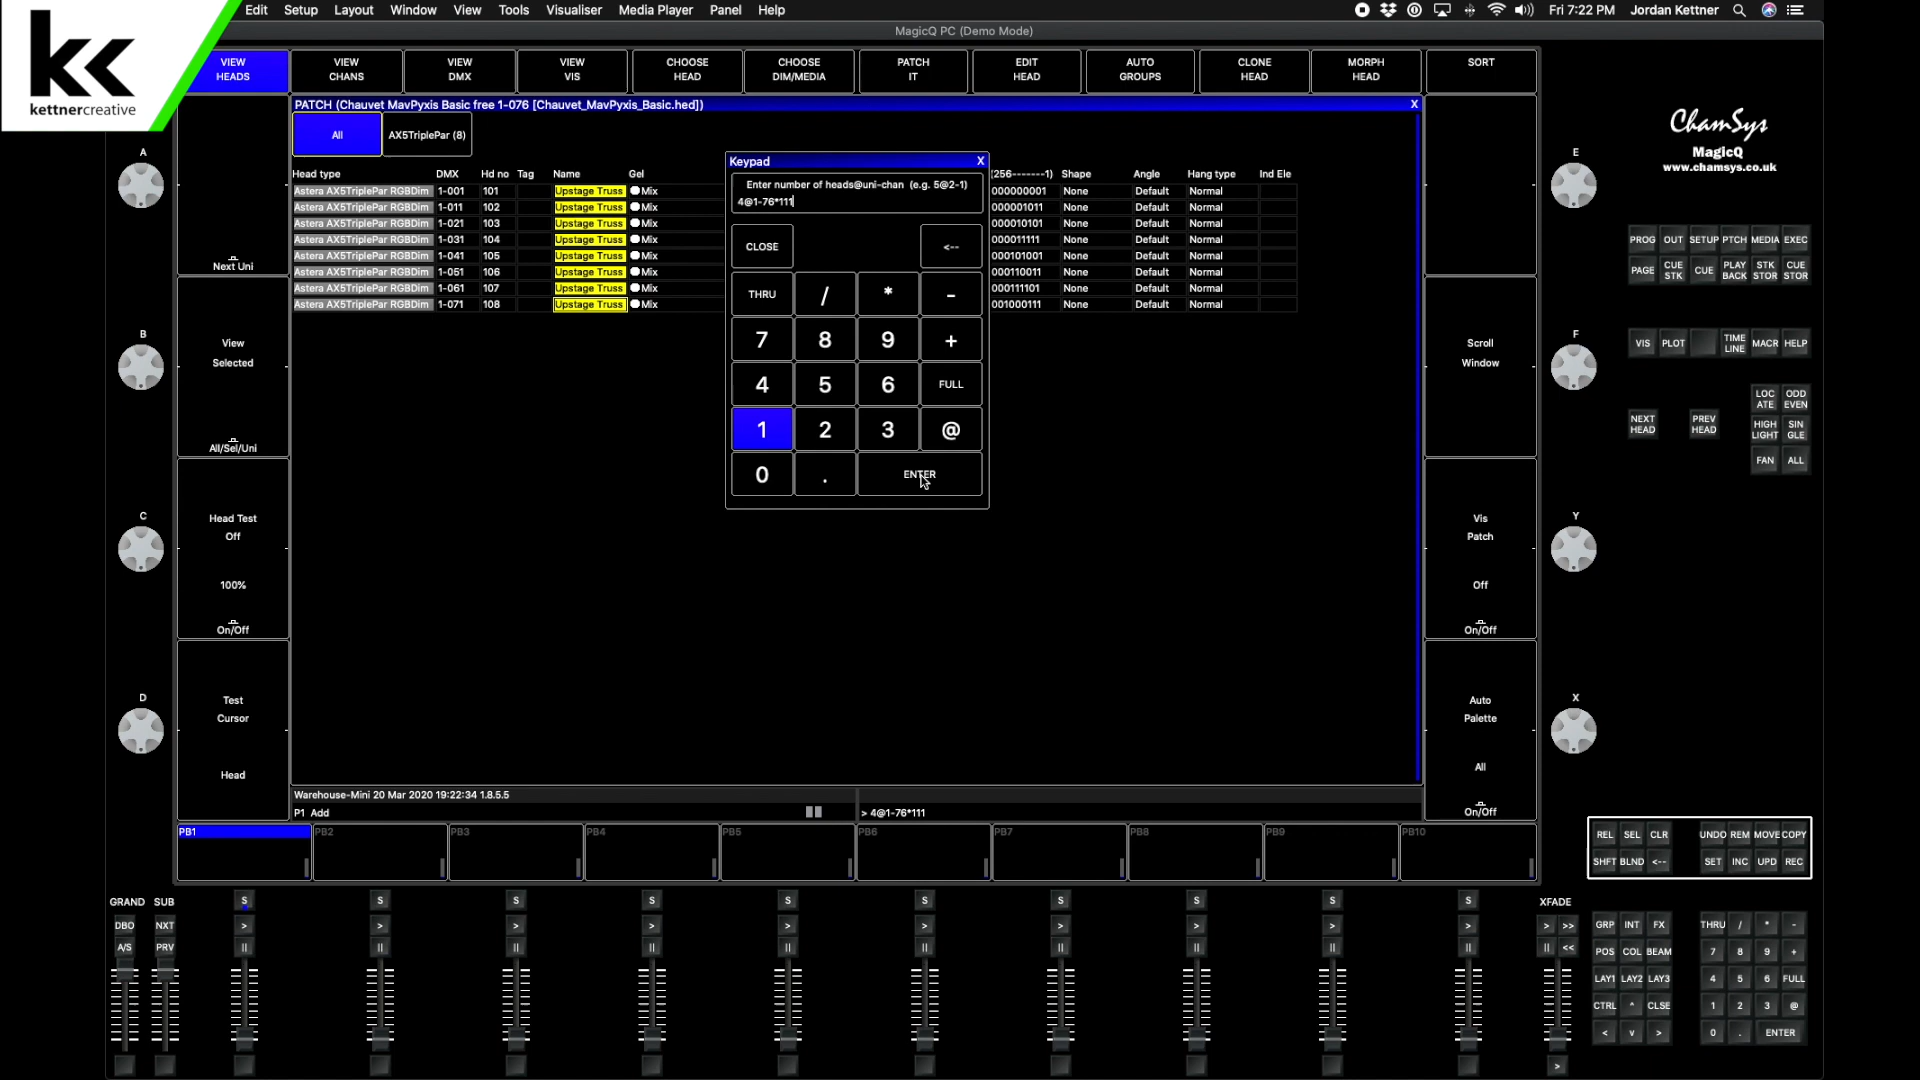 Edit Setup Layout Window View Tools Visualiser Media Player Panel Help
Fri 7:22 PM Jordan Kettner
kc
kettnercreative
MagicQ PC (Demo Mode)
VIEW HEADS
VIEW CHANS
VIEW DMX
VIEW VIS
CHOOSE HEAD
CHOOSE DIM/MEDIA
PATCH IT
EDIT HEAD
AUTO GROUPS
CLONE HEAD
MORPH HEAD
SORT
PATCH (Chauvet MavPyxis Basic free 1-076 [Chauvet_MavPyxis_Basic.hed]) X
All AX5TriplePar (8)
Head type DMX Hd no Tag Name Gel (256-------1) Shape Angle Hang type Ind Ele
Astera AX5TriplePar RGBDim 1-001 101 Upstage Truss Mix 000000001 None Default Normal
Astera AX5TriplePar RGBDim 1-011 102 Upstage Truss Mix 000001011 None Default Normal
Astera AX5TriplePar RGBDim 1-021 103 Upstage Truss Mix 000010101 None Default Normal
Astera AX5TriplePar RGBDim 1-031 104 Upstage Truss Mix 000011111 None Default Normal
Astera AX5TriplePar RGBDim 1-041 105 Upstage Truss Mix 000101001 None Default Normal
Astera AX5TriplePar RGBDim 1-051 106 Upstage Truss Mix 000110011 None Default Normal
Astera AX5TriplePar RGBDim 1-061 107 Upstage Truss Mix 000111101 None Default Normal
Astera AX5TriplePar RGBDim 1-071 108 Upstage Truss Mix 001000111 None Default Normal
Keypad X
Enter number of heads@uni-chan (e.g. 5@2-1)
4@1-76*111
CLOSE <--
THRU / * -
7 8 9 +
4 5 6 FULL
1 2 3 @
0 . ENTER
A
Next Uni
B
View
Selected
All/Sel/Uni
C
Head Test
Off
100%
On/Off
D
Test
Cursor
Head
E
F
Scroll
Window
Y
Vis
Patch
Off
On/Off
X
Auto
Palette
All
On/Off
ChamSys
MagicQ
www.chamsys.co.uk
PROG OUT SETUP PTCH MEDIA EXEC
PAGE CUE STK CUE PLAY BACK STK STOR CUE STOR
VIS PLOT TIME LINE MACR HELP
LOC ATE ODD EVEN
NEXT HEAD PREV HEAD HIGH LIGHT SIN GLE
FAN ALL
Warehouse-Mini 20 Mar 2020 19:22:34 1.8.5.5
P1 Add > 4@1-76*111
PB1 PB2 PB3 PB4 PB5 PB6 PB7 PB8 PB9 PB10
REL SEL CLR UNDO REM MOVE COPY
SHFT BLND <-- SET INC UPD REC
GRAND SUB S S S S S S S S S S XFADE
DBO NXT > > > > > > > > > > > >>
A/S PRV || || || || || || || || || || || <<
GRP INT FX THRU / * -
POS COL BEAM 7 8 9 +
LAY1 LAY2 LAY3 4 5 6 FULL
CTRL ^ CLSE 1 2 3 @
< v > 0 . ENTER
>